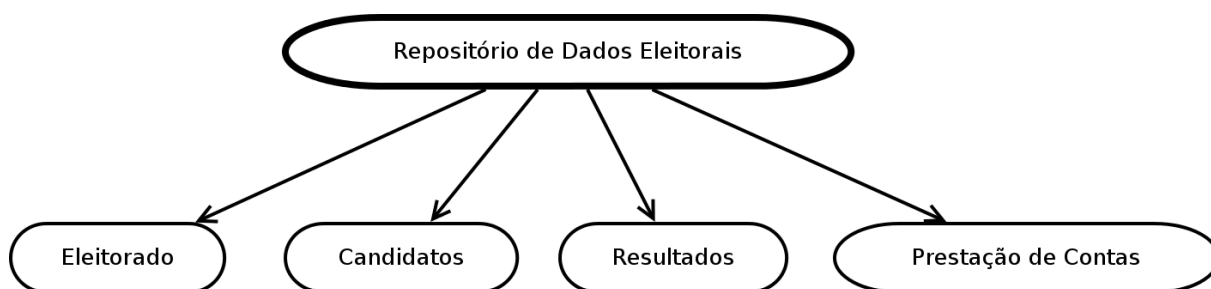 Repositório de Dados Eleitorais
Eleitorado
Candidatos
Resultados
Prestação de Contas